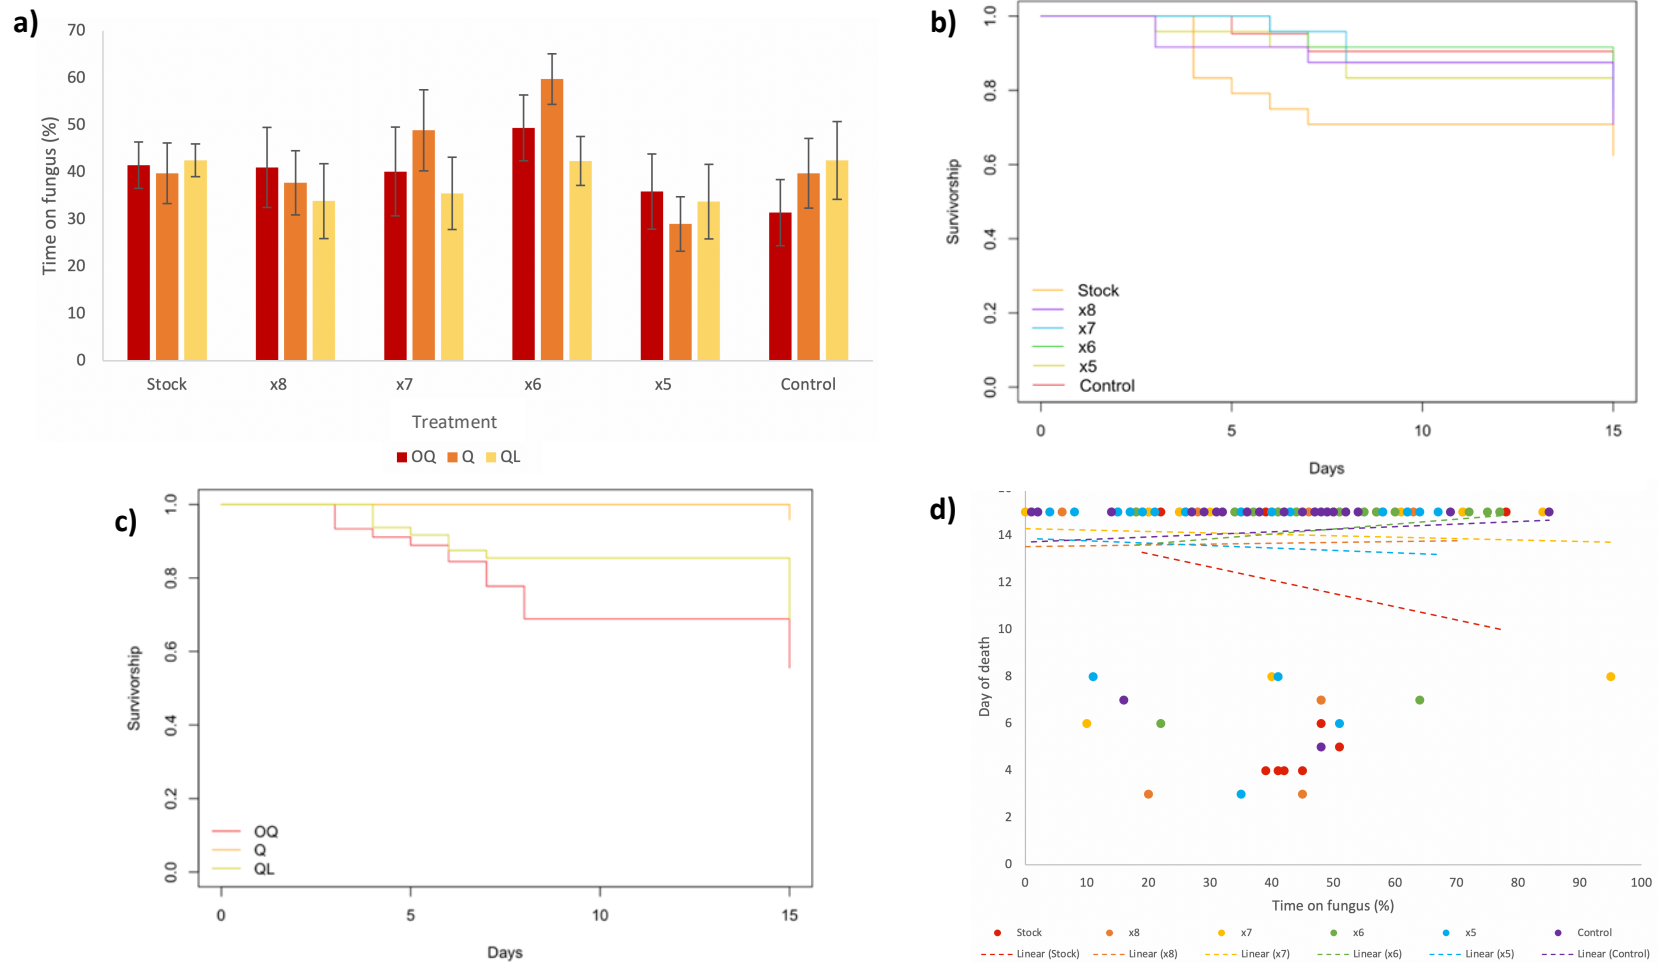 a)
70
60
50
40
30
20
10
0
Time on fungus (%)
Stock x8 x7 x6 x5 Control
Treatment
OQ Q QL
b)
1.0
0.8
0.6
0.4
0.2
0.0
Survivorship
Stock
x8
x7
x6
x5
Control
0 5 10 15
Days
c)
1.0
0.8
0.6
0.4
0.2
0.0
Survivorship
OQ
Q
QL
0 5 10 15
Days
d)
14
12
10
8
6
4
2
0
Day of death
0 10 20 30 40 50 60 70 80 90 100
Time on fungus (%)
Stock x8 x7 x6 x5 Control
Linear (Stock) Linear (x8) Linear (x7) Linear (x6) Linear (x5) Linear (Control)